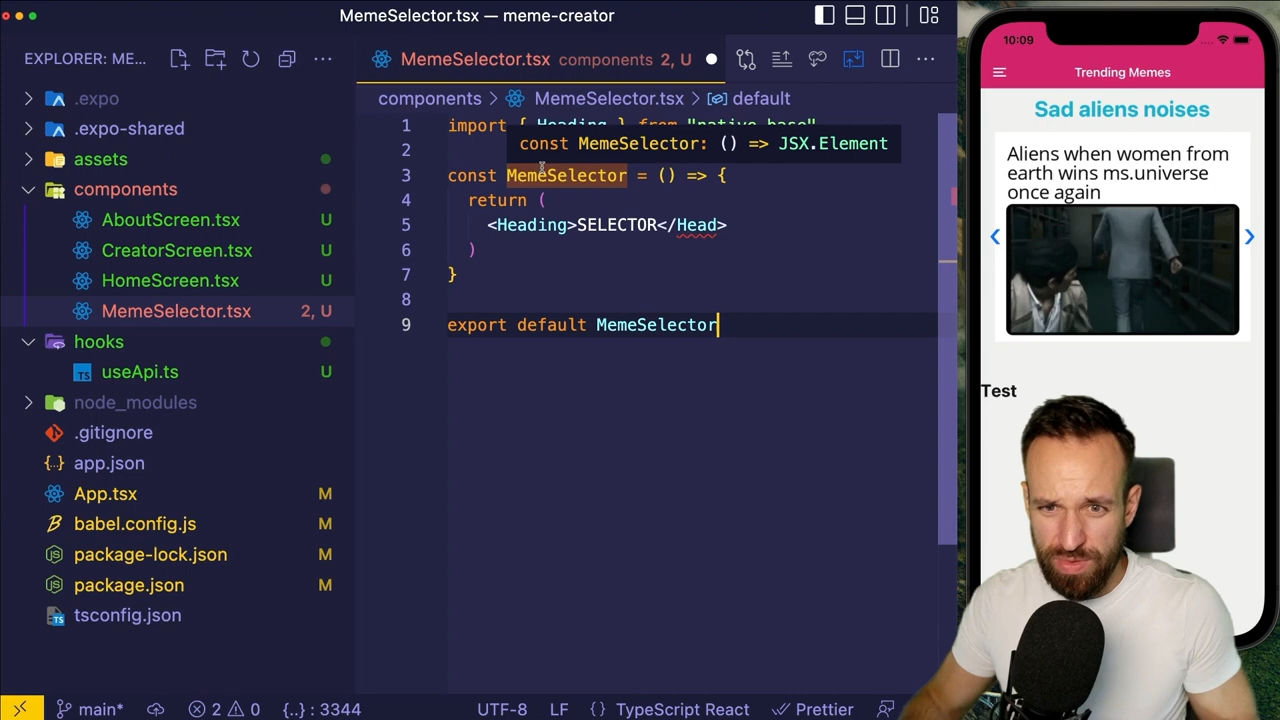 MemeSelector.tsx — meme-creator
EXPLORER: ME...
.expo
.expo-shared
assets
components
AboutScreen.tsx U
CreatorScreen.tsx U
HomeScreen.tsx U
MemeSelector.tsx 2, U
hooks
useApi.ts U
node_modules
.gitignore
app.json
App.tsx M
babel.config.js M
package-lock.json M
package.json M
tsconfig.json
MemeSelector.tsx components 2, U
components > MemeSelector.tsx > default
1 import { Heading } from "native-base"
const MemeSelector: () => JSX.Element
2
3 const MemeSelector = () => {
4 return (
5 <Heading>SELECTOR</Head>
6 )
7 }
8
9 export default MemeSelector
main* 2 0 {..} : 3344 UTF-8 LF {} TypeScript React Prettier
10:09
Trending Memes
Sad aliens noises
Aliens when women from
earth wins ms.universe
once again
Test